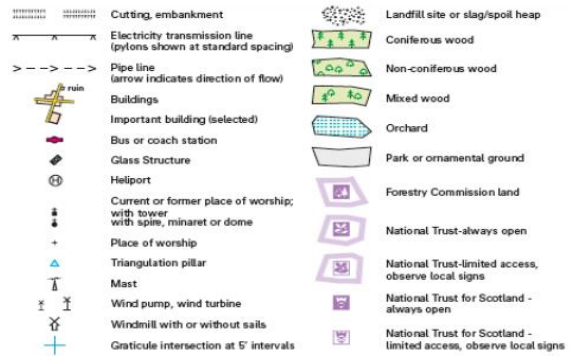 Cutting, embankment
Electricity transmission line
(pylons shown at standard spacing)
Pipe line
(arrow indicates direction of flow)
ruin
Buildings
Important building (selected)
Bus or coach station
Glass Structure
H
Heliport
Current or former place of worship;
with tower
with spire, minaret or dome
Place of worship
Triangulation pillar
Mast
Wind pump, wind turbine
Windmill with or without sails
Graticule intersection at 5' intervals
Landfill site or slag/spoil heap
Coniferous wood
Non-coniferous wood
Mixed wood
Orchard
Park or ornamental ground
Forestry Commission land
National Trust-always open
National Trust-limited access,
observe local signs
National Trust for Scotland -
always open
National Trust for Scotland -
limited access, observe local signs